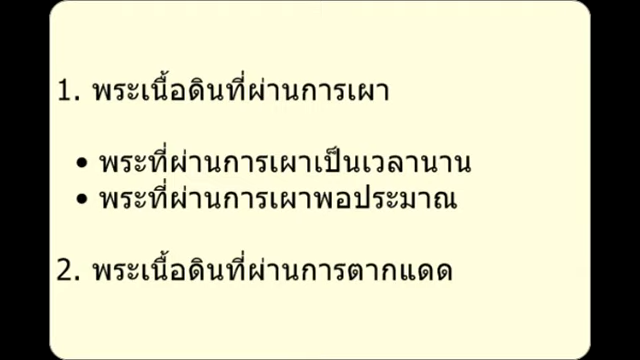 1. พระเนื้อดินที่ผ่านการเผา
• พระที่ผ่านการเผาเป็นเวลานาน
• พระที่ผ่านการเผาพอประมาณ
2. พระเนื้อดินที่ผ่านการตากแดด